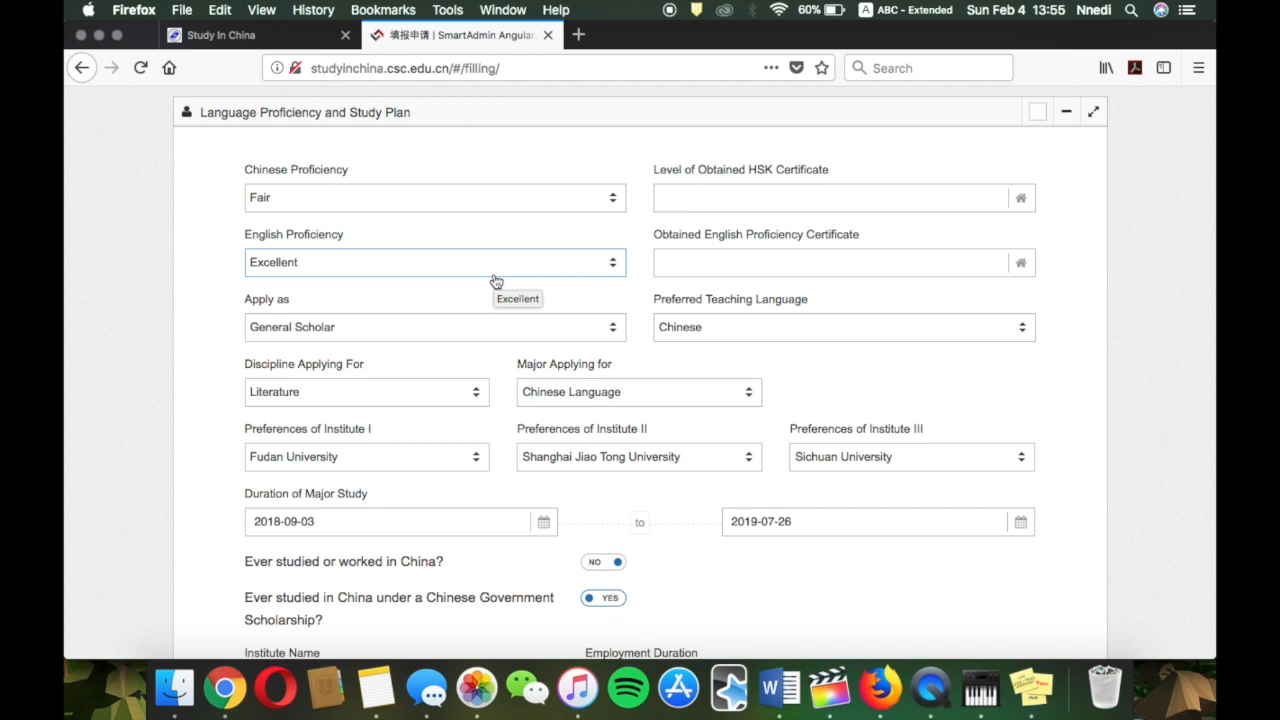 Firefox File Edit View History Bookmarks Tools Window Help 60% A ABC - Extended Sun Feb 4 13:55 Nnedi
Study In China 填报申请 | SmartAdmin Angular
studyinchina.csc.edu.cn/#/filling/ Search
Language Proficiency and Study Plan
Chinese Proficiency Level of Obtained HSK Certificate
Fair
English Proficiency Obtained English Proficiency Certificate
Excellent
Excellent
Apply as Preferred Teaching Language
General Scholar Chinese
Discipline Applying For Major Applying for
Literature Chinese Language
Preferences of Institute I Preferences of Institute II Preferences of Institute III
Fudan University Shanghai Jiao Tong University Sichuan University
Duration of Major Study
2018-09-03 to 2019-07-26
Ever studied or worked in China? NO
Ever studied in China under a Chinese Government YES
Scholarship?
Institute Name Employment Duration